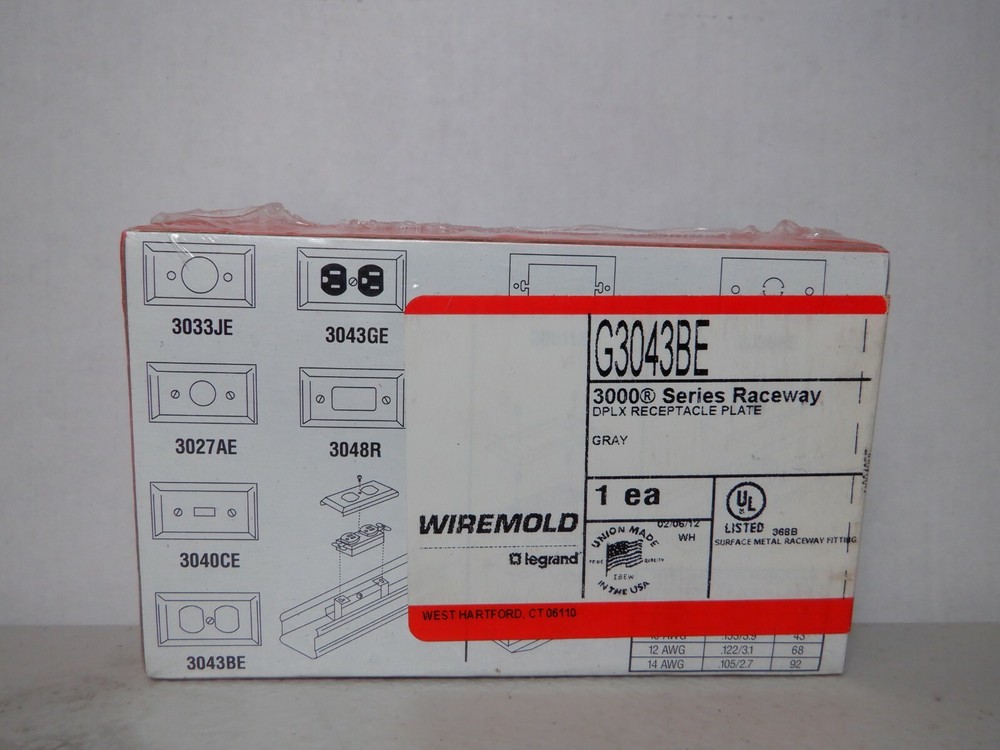 3033JE
3043GE
3027AE
3048R
3040CE
3043BE
G3043BE
3000® Series Raceway
DPLX RECEPTACLE PLATE
GRAY
1 ea
02/06/12
WH
UL
LISTED 368B
SURFACE METAL RACEWAY FITTING
UNION MADE
PRIDE QUALITY
IBEW
IN THE USA
WIREMOLD
legrand
WEST HARTFORD, CT 06110
12 AWG .122/3.1 68
14 AWG .105/2.7 92